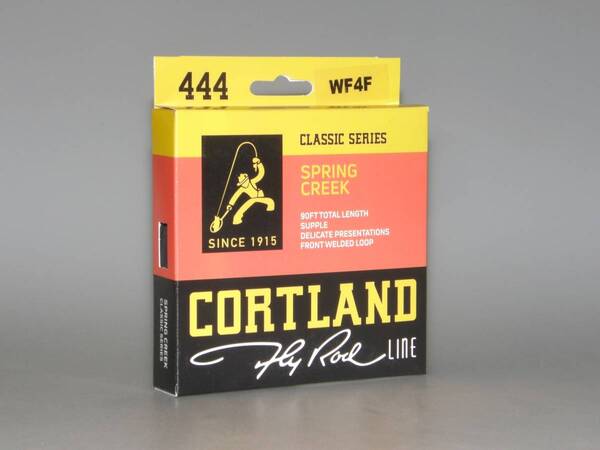 444
WF4F
CLASSIC SERIES
SPRING
CREEK
90FT TOTAL LENGTH
SUPPLE
DELICATE PRESENTATIONS
FRONT WELDED LOOP
SINCE 1915
CORTLAND
Fly Rod LINE
SPRING CREEK
CLASSIC SERIES